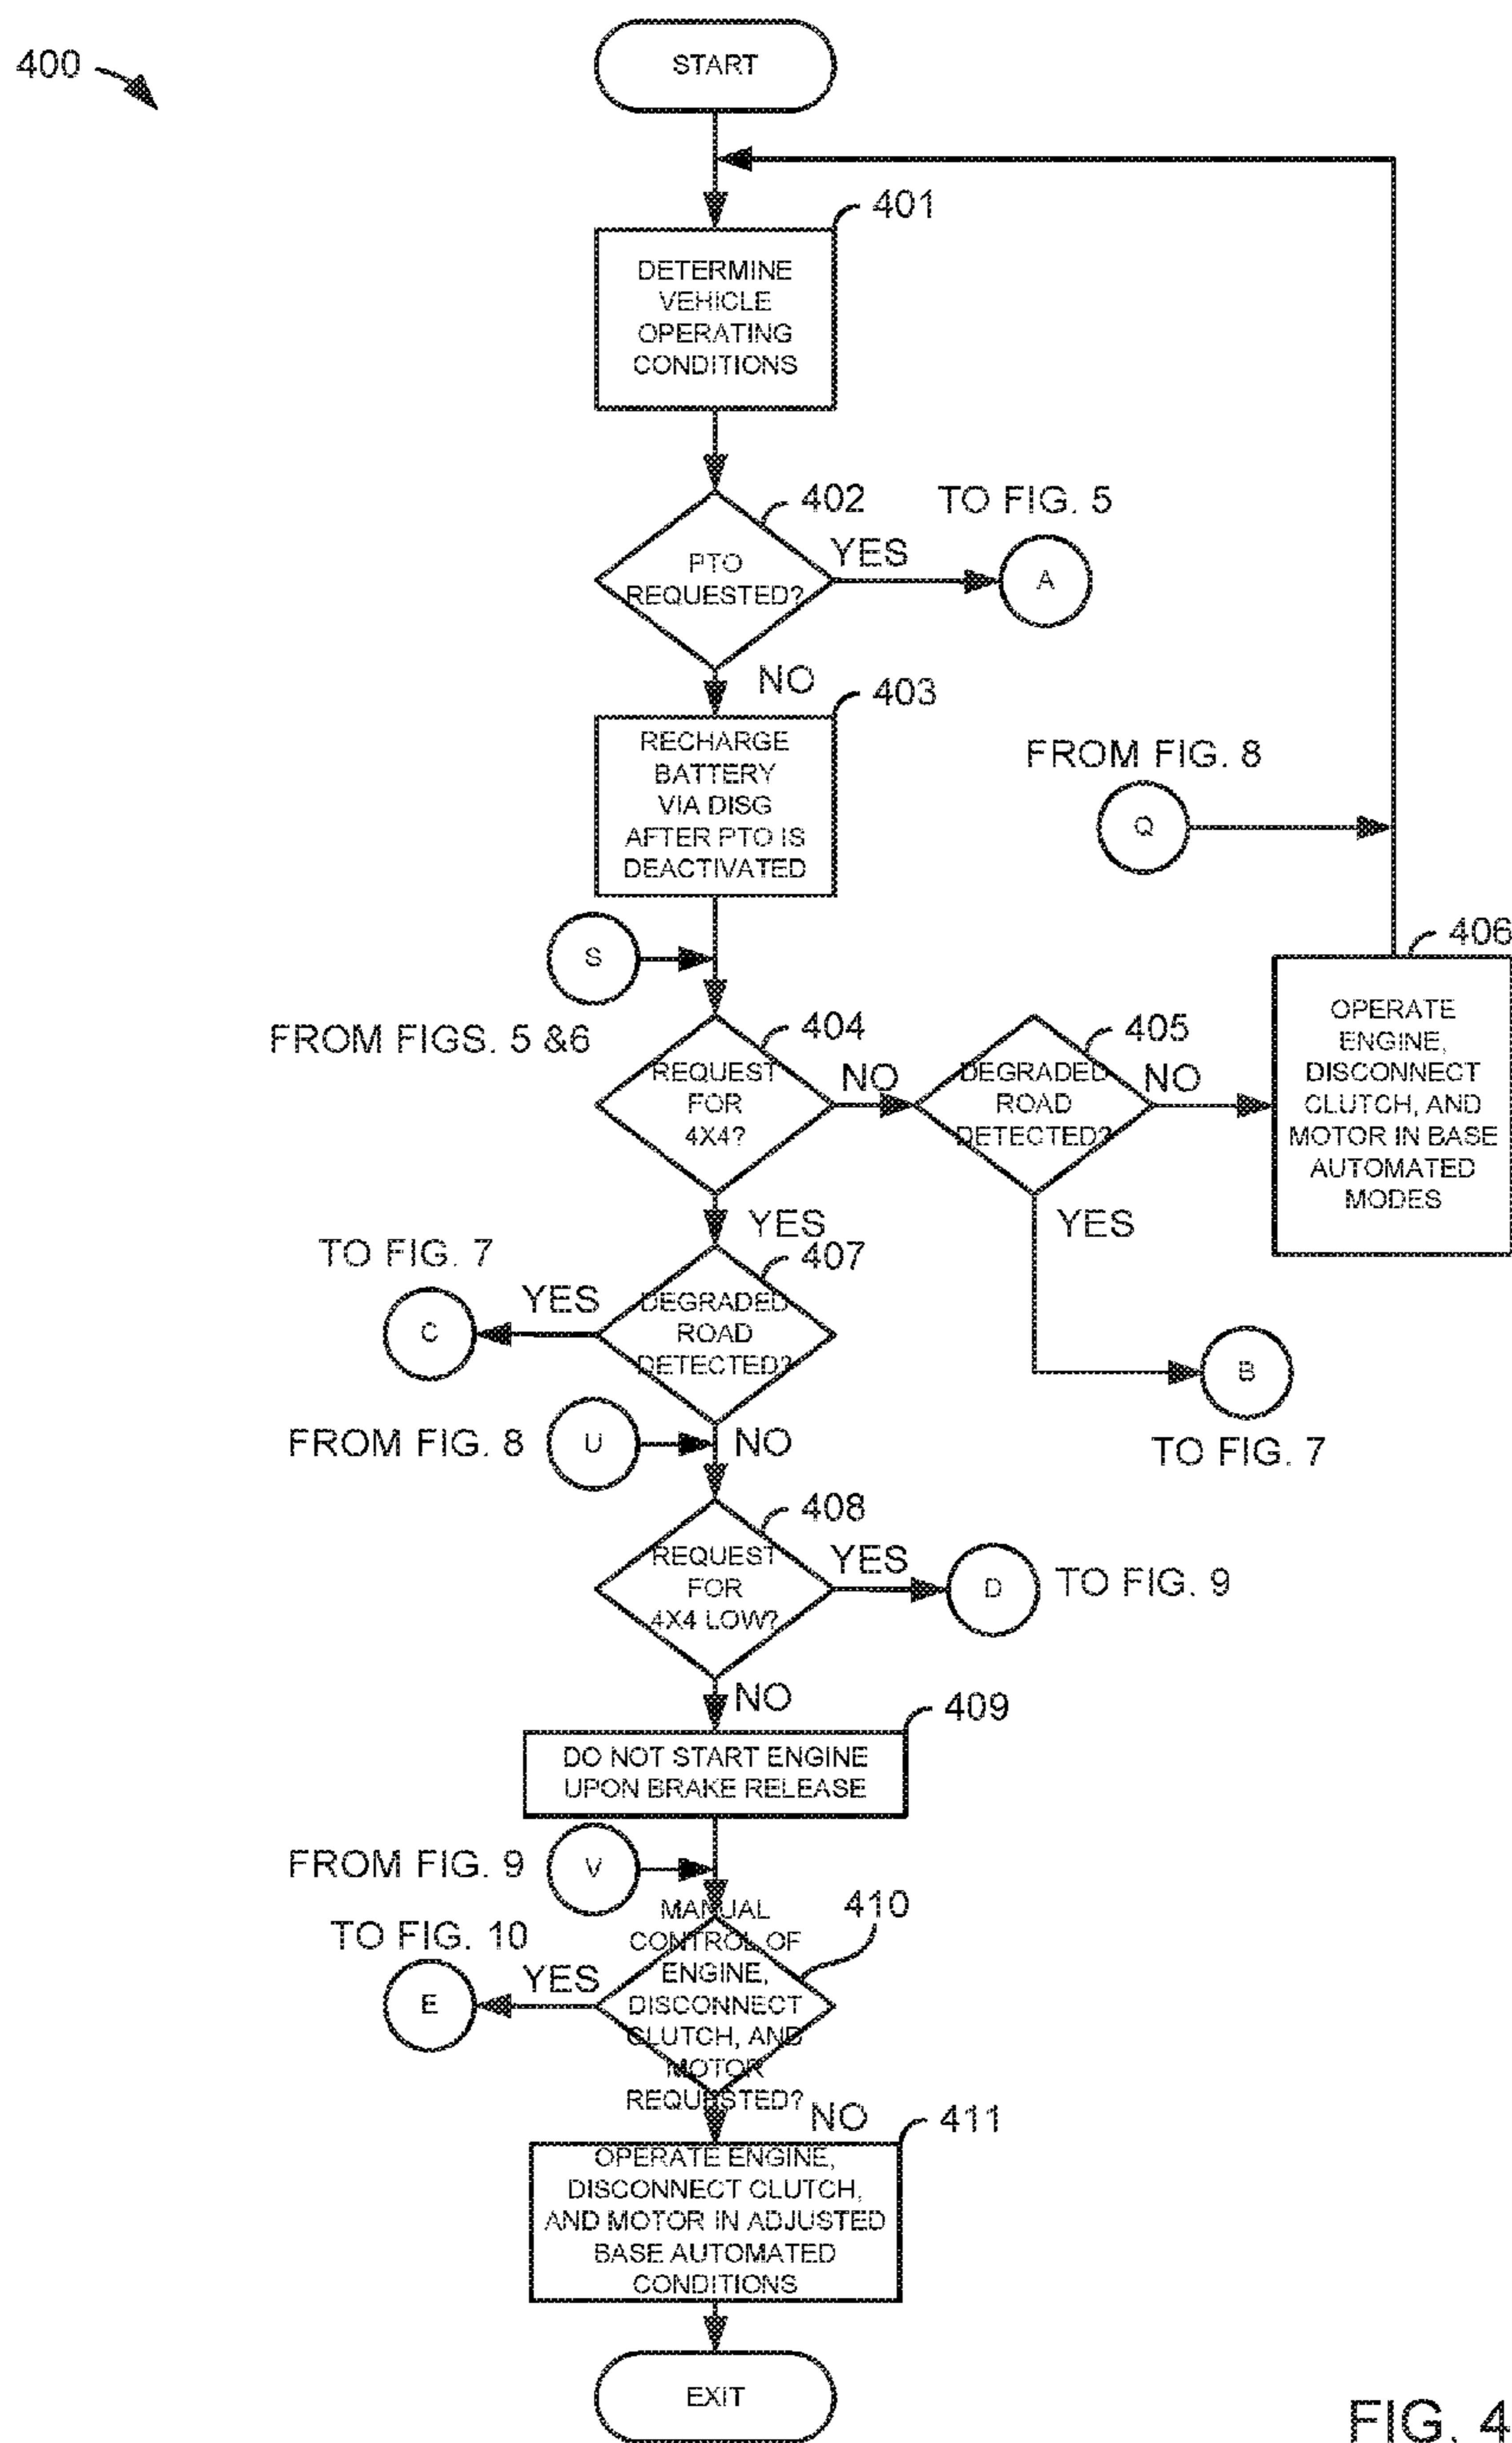 400
START
401
DETERMINE
VEHICLE
OPERATING
CONDITIONS
402
TO FIG. 5
PTO
REQUESTED?
YES
A
NO
403
RECHARGE
BATTERY
VIA DISG
AFTER PTO IS
DEACTIVATED
FROM FIG. 8
Q
S
FROM FIGS. 5 &6
404
REQUEST
FOR
4X4?
NO
405
DEGRADED
ROAD
DETECTED?
NO
406
OPERATE
ENGINE,
DISCONNECT
CLUTCH, AND
MOTOR IN BASE
AUTOMATED
MODES
YES
YES
TO FIG. 7
407
C
YES
DEGRADED
ROAD
DETECTED?
B
TO FIG. 7
FROM FIG. 8
U
NO
408
REQUEST
FOR
4X4 LOW?
YES
D
TO FIG. 9
NO
409
DO NOT START ENGINE
UPON BRAKE RELEASE
FROM FIG. 9
V
410
TO FIG. 10
E
YES
MANUAL
CONTROL OF
ENGINE,
DISCONNECT
CLUTCH, AND
MOTOR
REQUESTED?
NO
411
OPERATE ENGINE,
DISCONNECT CLUTCH,
AND MOTOR IN ADJUSTED
BASE AUTOMATED
CONDITIONS
EXIT
FIG. 4